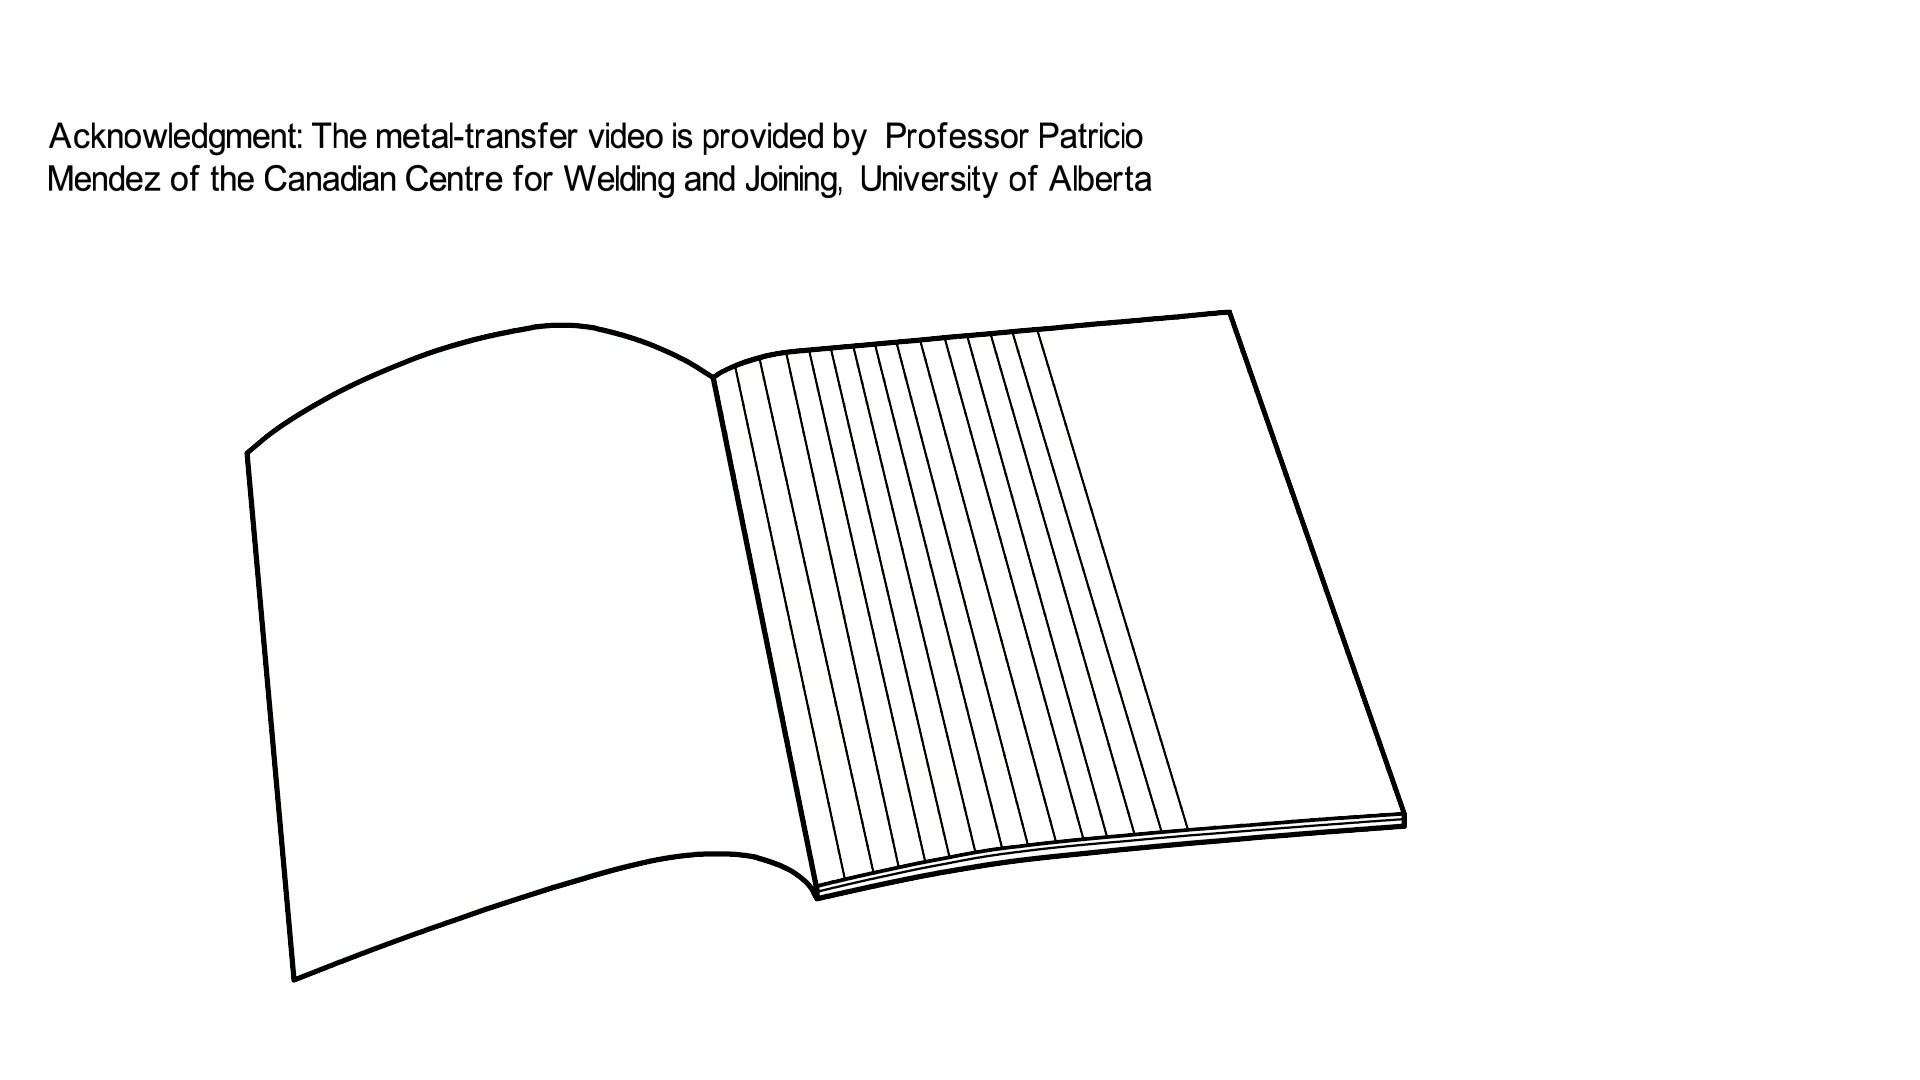 Acknowledgment: The metal-transfer video is provided by Professor Patricio
Mendez of the Canadian Centre for Welding and Joining, University of Alberta